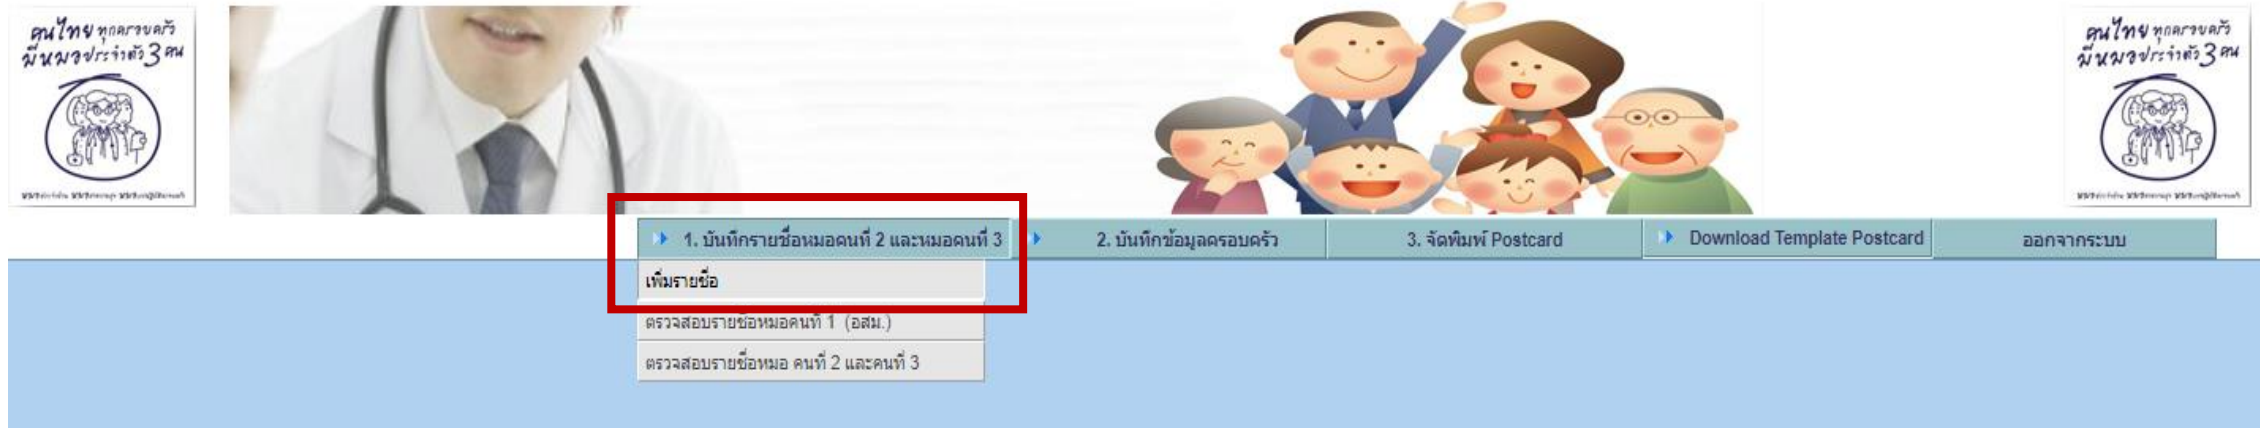 คนไทยทุกครอบครัว
มีหมอประจำตัว 3 คน
คนไทยทุกครอบครัว
มีหมอประจำตัว 3 คน
1. บันทึกรายชื่อหมอคนที่ 2 และหมอคนที่ 3
2. บันทึกข้อมูลครอบครัว
3. จัดพิมพ์ Postcard
Download Template Postcard
ออกจากระบบ
เพิ่มรายชื่อ
ตรวจสอบรายชื่อหมอคนที่ 1 (อสม.)
ตรวจสอบรายชื่อหมอ คนที่ 2 และคนที่ 3